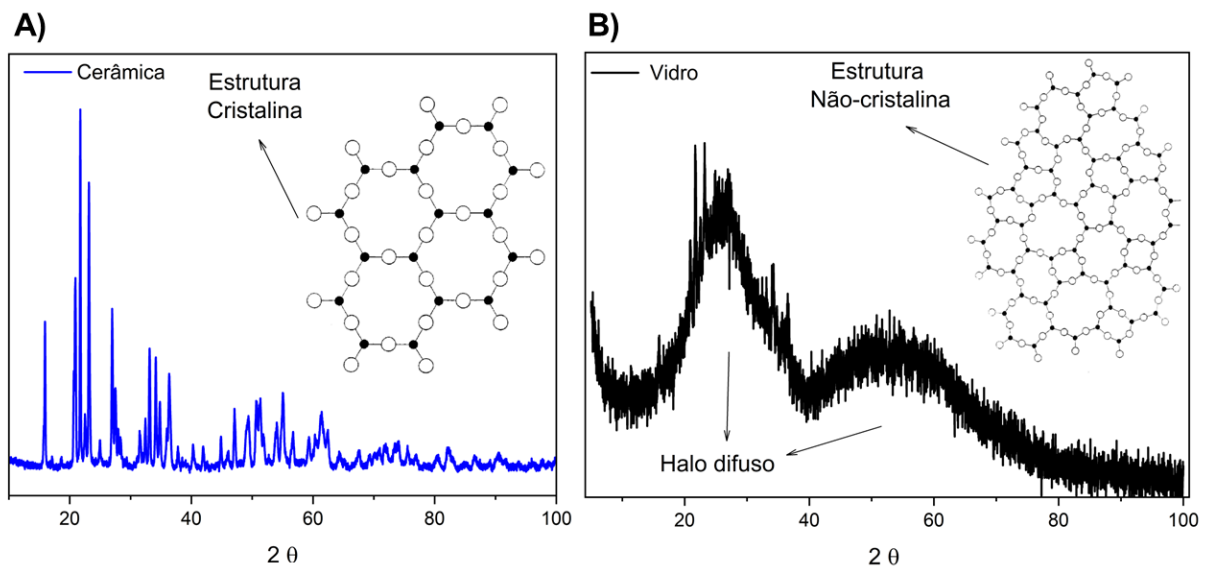 A)
Cerâmica
Estrutura
Cristalina
20
40
60
80
100
2 θ
B)
Vidro
Estrutura
Não-cristalina
Halo difuso
20
40
60
80
100
2 θ